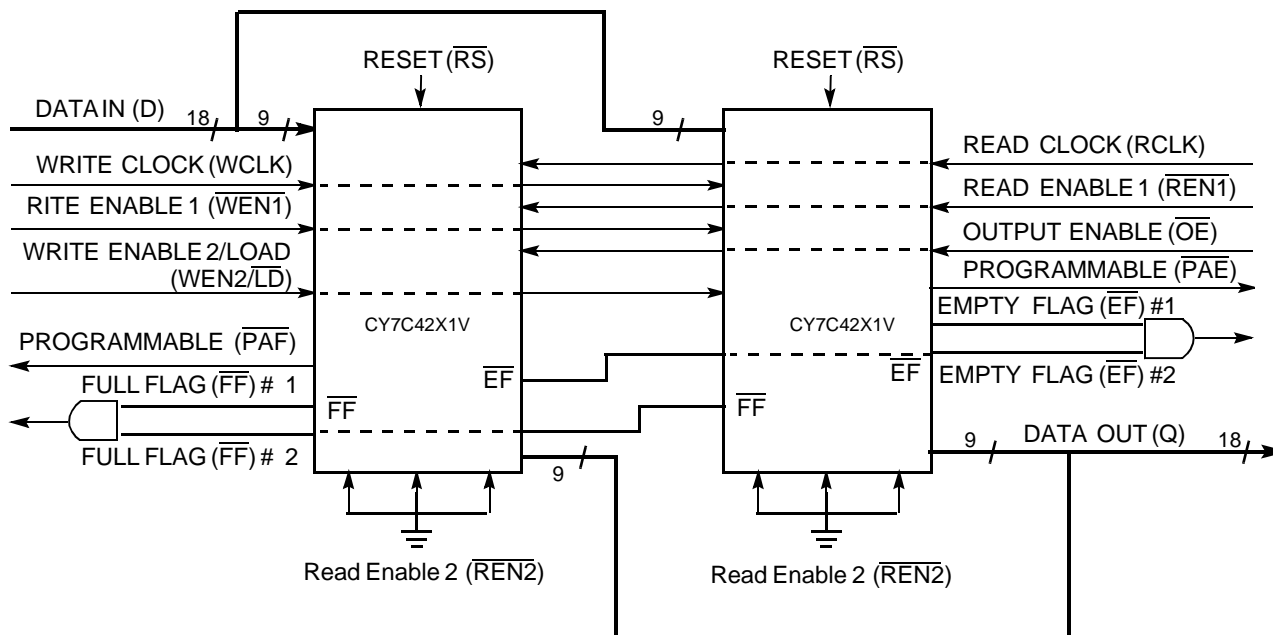 RESET (RS)
RESET (RS)
DATA IN (D)
18
9
9
WRITE CLOCK (WCLK)
READ CLOCK (RCLK)
RITE ENABLE 1 (WEN1)
READ ENABLE 1 (REN1)
WRITE ENABLE 2/LOAD
(WEN2/LD)
OUTPUT ENABLE (OE)
PROGRAMMABLE (PAE)
CY7C42X1V
CY7C42X1V
EMPTY FLAG (EF) #1
PROGRAMMABLE (PAF)
EF
EF
EMPTY FLAG (EF) #2
FULL FLAG (FF) # 1
FF
FF
FULL FLAG (FF) # 2
9
9
DATA OUT (Q)
18
Read Enable 2 (REN2)
Read Enable 2 (REN2)